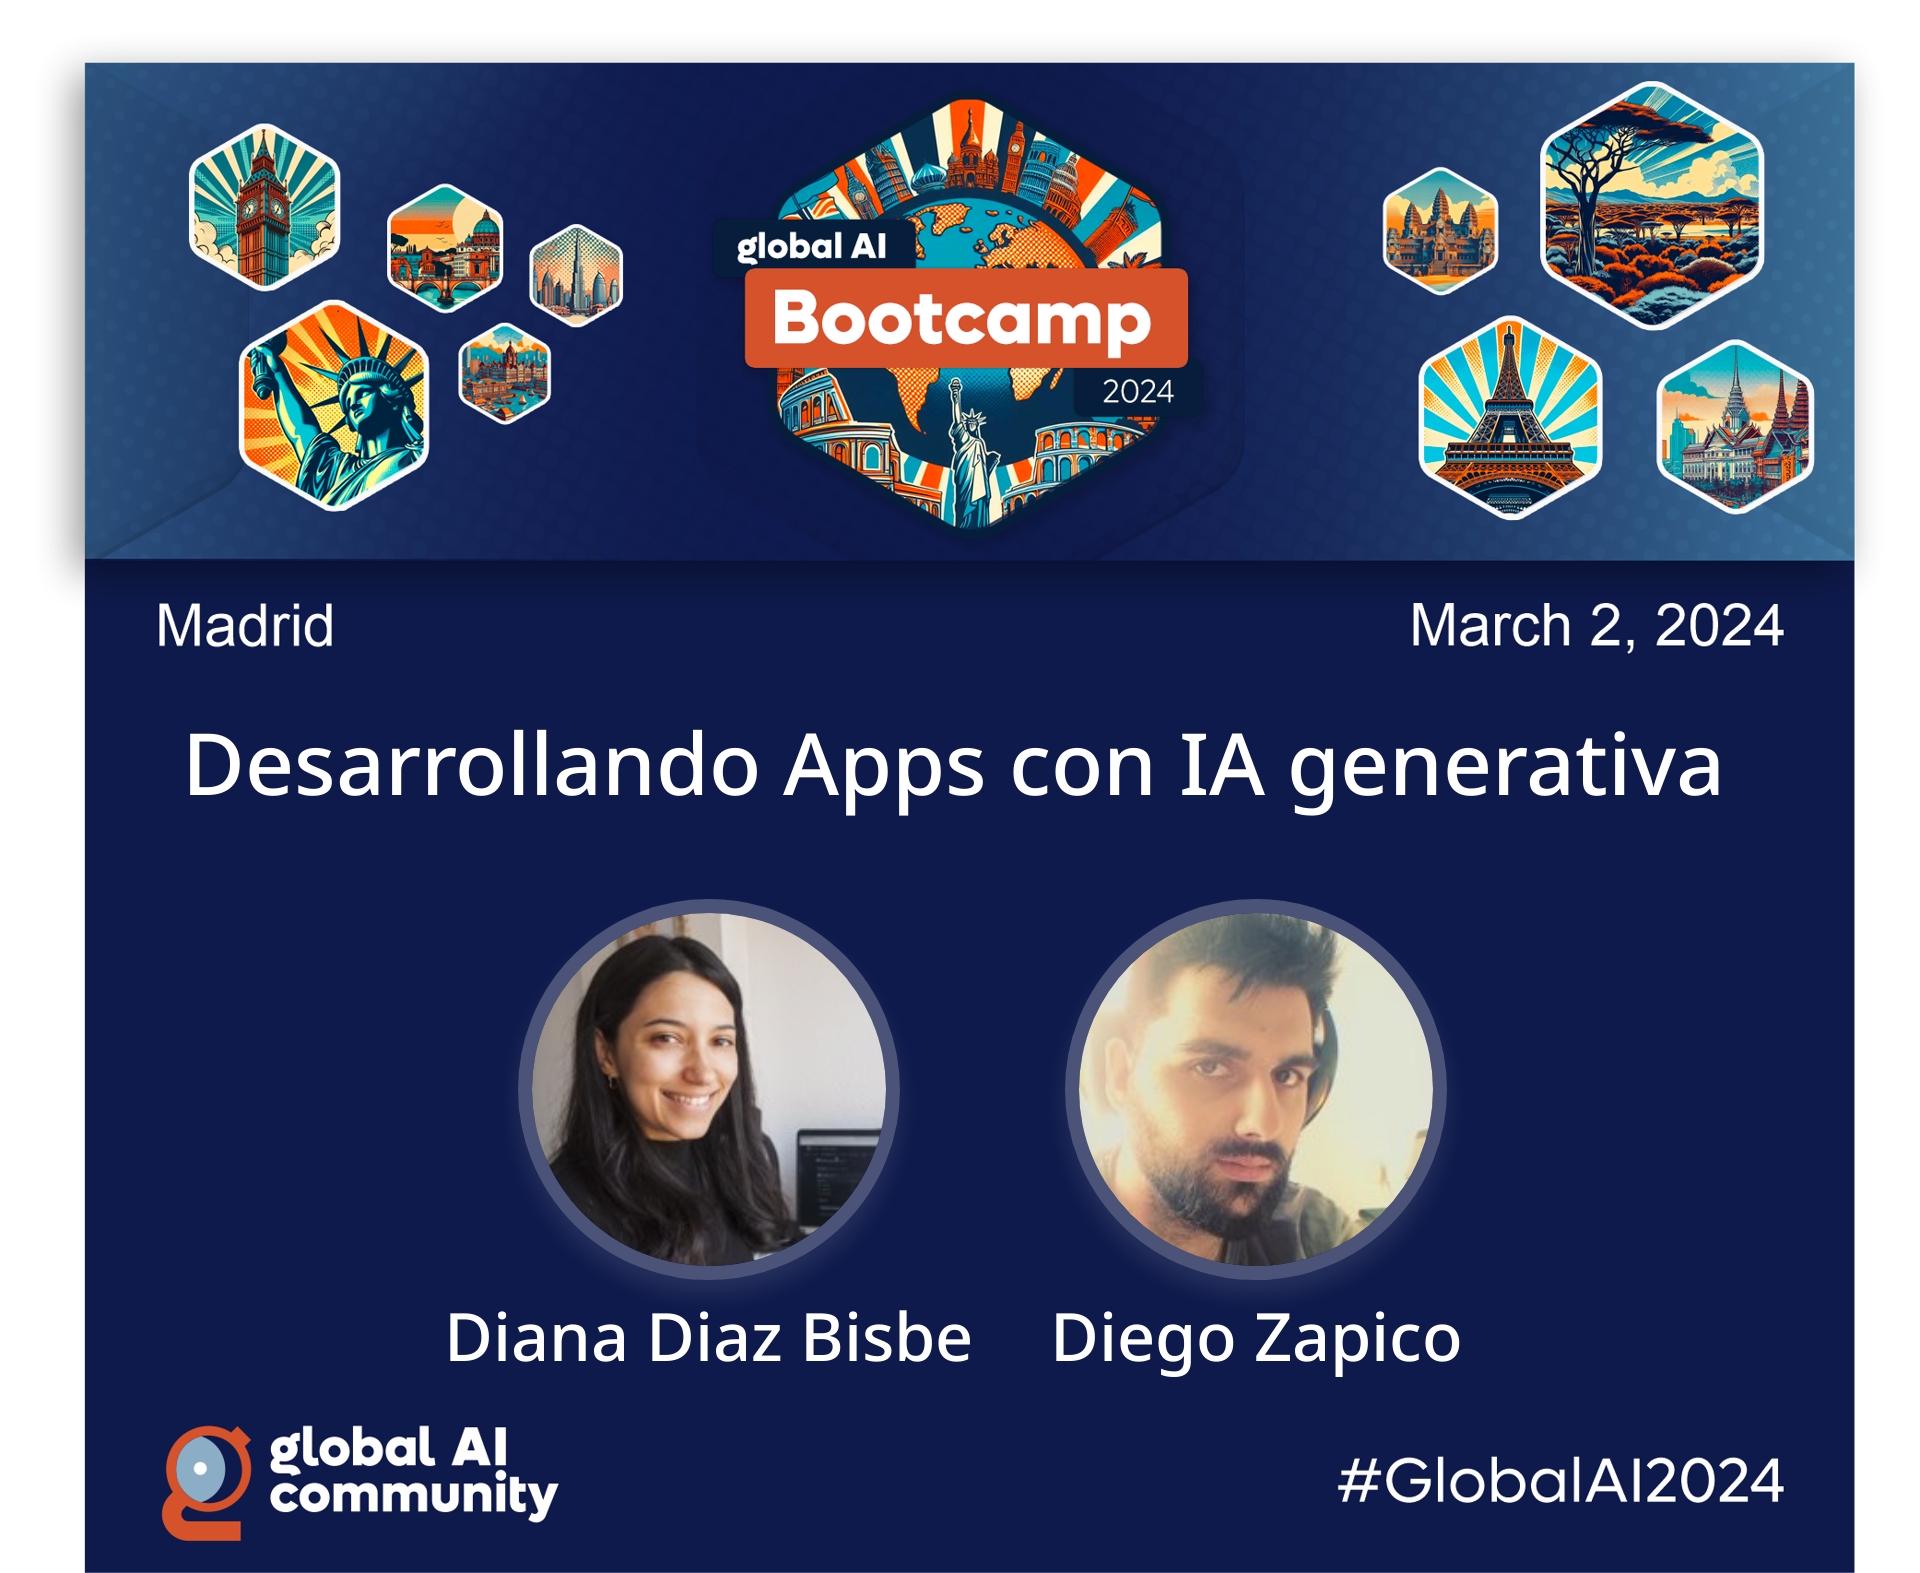 global AI
Bootcamp
2024
Madrid
March 2, 2024
Desarrollando Apps con IA generativa
Diana Diaz Bisbe
Diego Zapico
global AI
community
#GlobalAI2024